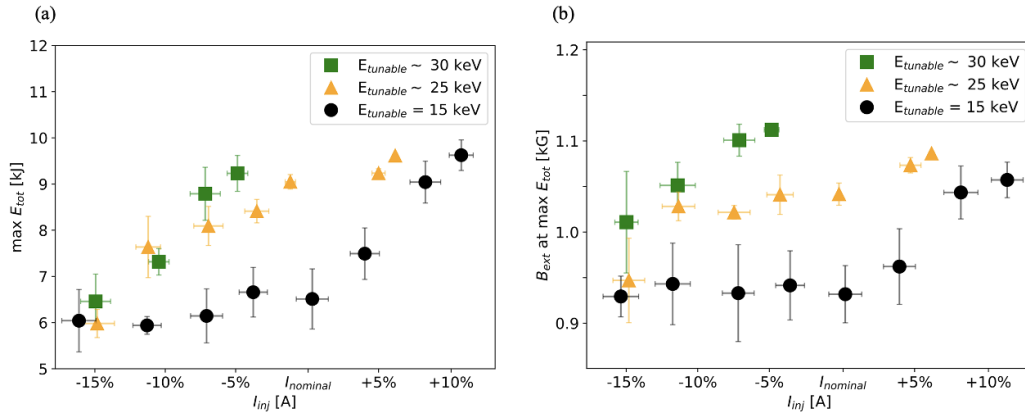 (a)
12
11
10
9
8
7
6
5
max E_tot [kJ]
E_tunable ~ 30 keV
E_tunable ~ 25 keV
E_tunable = 15 keV
-15% -10% -5% I_nominal +5% +10%
I_inj [A]
(b)
1.2
1.1
1.0
0.9
B_ext at max E_tot [kG]
E_tunable ~ 30 keV
E_tunable ~ 25 keV
E_tunable = 15 keV
-15% -10% -5% I_nominal +5% +10%
I_inj [A]